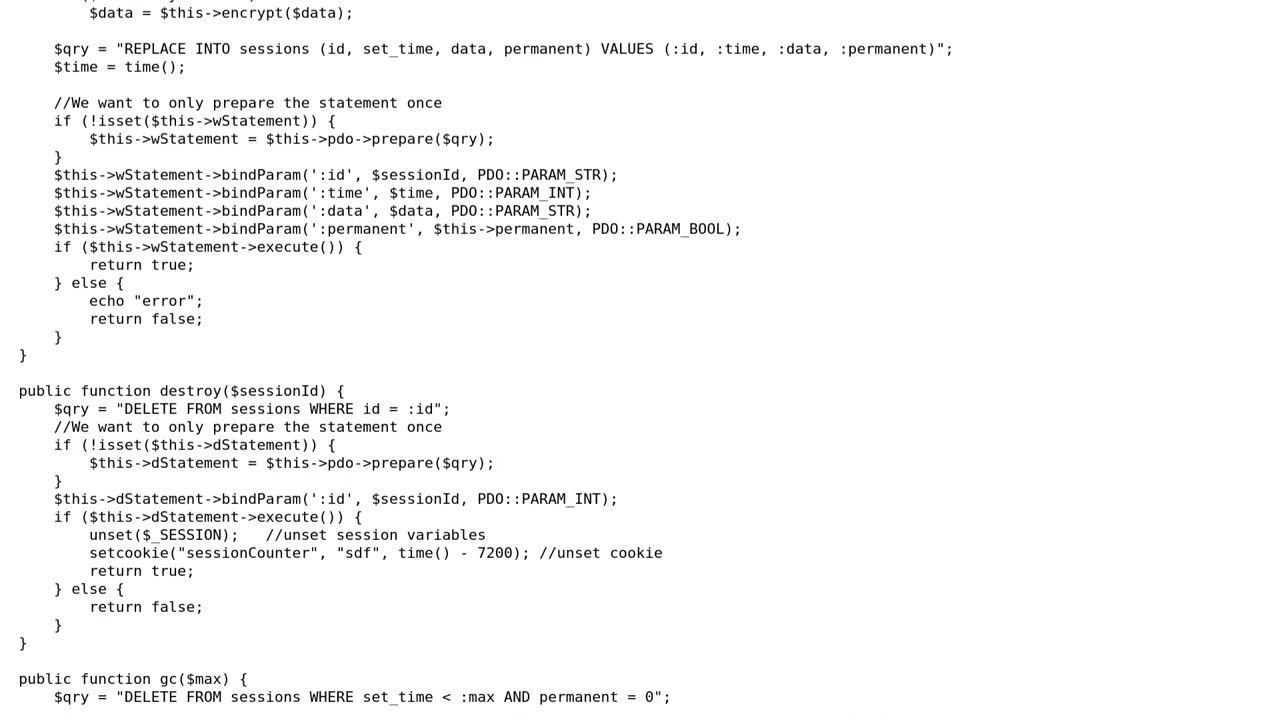 $data = $this->encrypt($data);
$qry = "REPLACE INTO sessions (id, set_time, data, permanent) VALUES (:id, :time, :data, :permanent)";
$time = time();
//We want to only prepare the statement once
if (!isset($this->wStatement)) {
$this->wStatement = $this->pdo->prepare($qry);
}
$this->wStatement->bindParam(':id', $sessionId, PDO::PARAM_STR);
$this->wStatement->bindParam(':time', $time, PDO::PARAM_INT);
$this->wStatement->bindParam(':data', $data, PDO::PARAM_STR);
$this->wStatement->bindParam(':permanent', $this->permanent, PDO::PARAM_BOOL);
if ($this->wStatement->execute()) {
return true;
} else {
echo "error";
return false;
}
}
public function destroy($sessionId) {
$qry = "DELETE FROM sessions WHERE id = :id";
//We want to only prepare the statement once
if (!isset($this->dStatement)) {
$this->dStatement = $this->pdo->prepare($qry);
}
$this->dStatement->bindParam(':id', $sessionId, PDO::PARAM_INT);
if ($this->dStatement->execute()) {
unset($_SESSION);   //unset session variables
setcookie("sessionCounter", "sdf", time() - 7200); //unset cookie
return true;
} else {
return false;
}
}
public function gc($max) {
$qry = "DELETE FROM sessions WHERE set_time < :max AND permanent = 0";